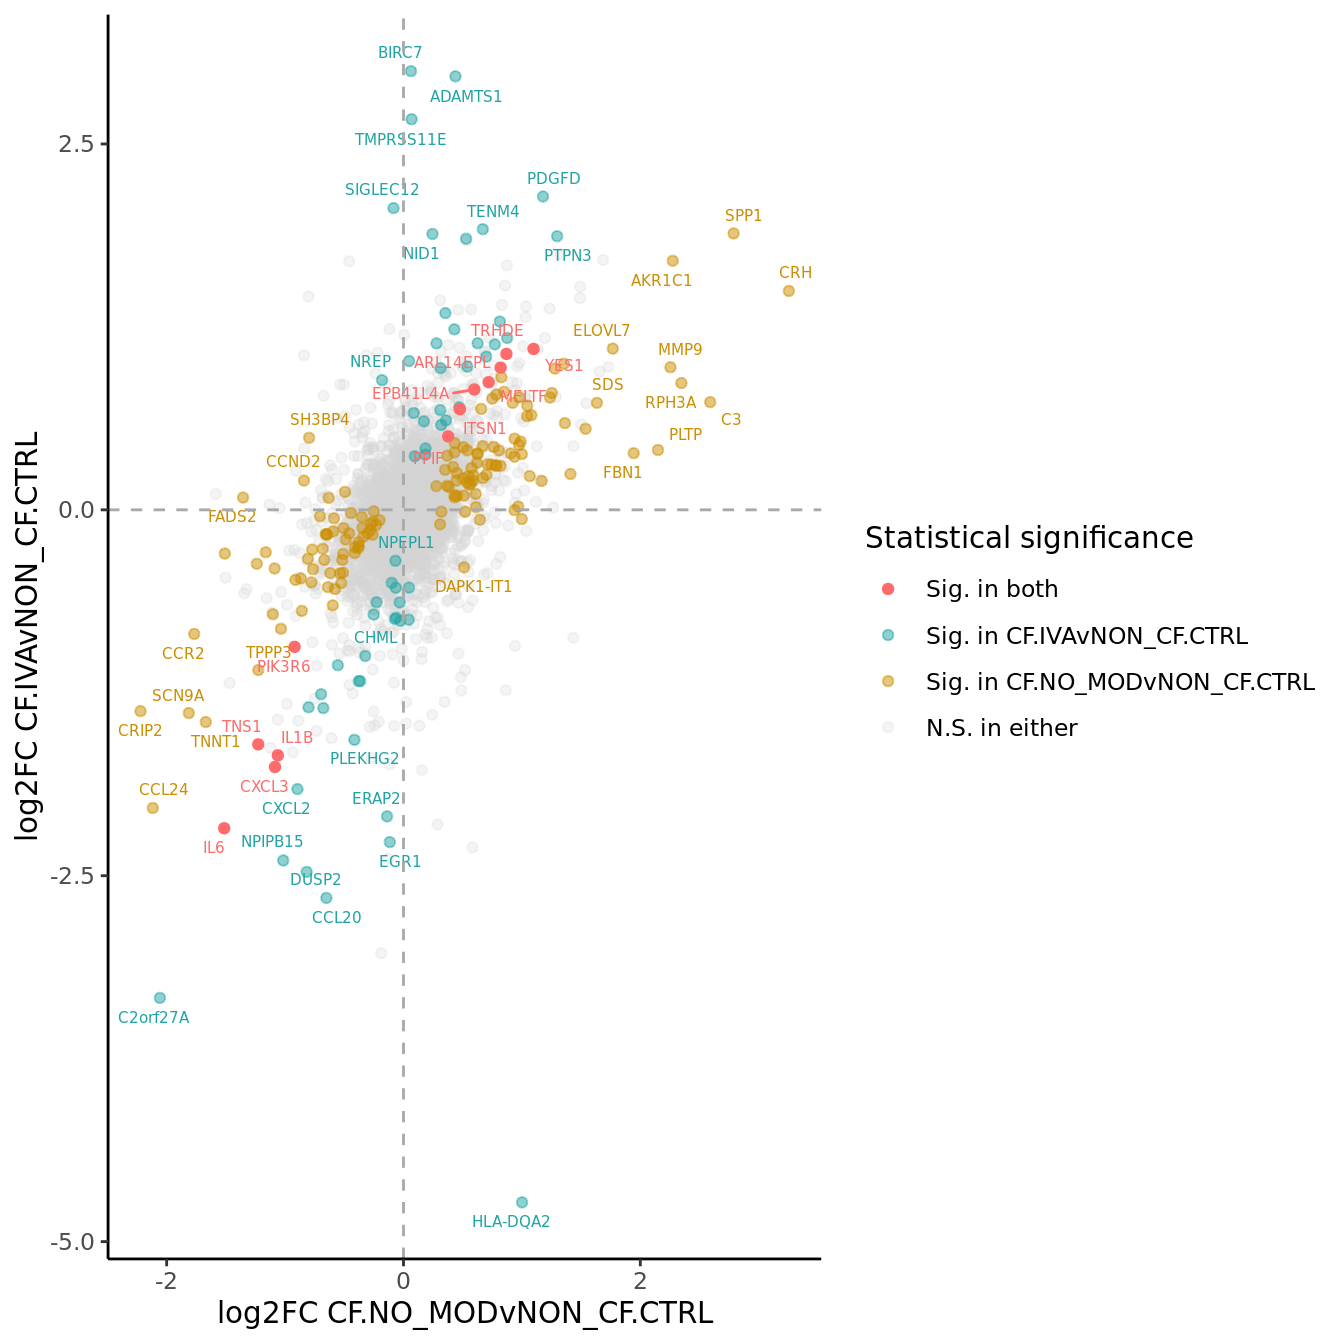 BIRC7
ADAMTS1
2.5
TMPRSS11E
PDGFD
SIGLEC12
TENM4
SPP1
NID1
PTPN3
CRH
AKR1C1
TRHDE
ELOVL7
MMP9
NREP
ARL14EPL
YES1
SDS
EPB41L4A
MELTF
RPH3A
SH3BP4
C3
ITSN1
PLTP
CCND2
PPIF
FBN1
0.0
FADS2
NPEPL1
DAPK1-IT1
CHML
CCR2
TPPP3
PIK3R6
SCN9A
CRIP2
TNS1
TNNT1
IL1B
PLEKHG2
CXCL3
CCL24
ERAP2
CXCL2
NPIPB15
IL6
EGR1
-2.5
DUSP2
CCL20
C2orf27A
HLA-DQA2
-5.0
-2
0
2
log2FC CF.NO_MODvNON_CF.CTRL
log2FC CF.IVAvNON_CF.CTRL
Statistical significance
Sig. in both
Sig. in CF.IVAvNON_CF.CTRL
Sig. in CF.NO_MODvNON_CF.CTRL
N.S. in either